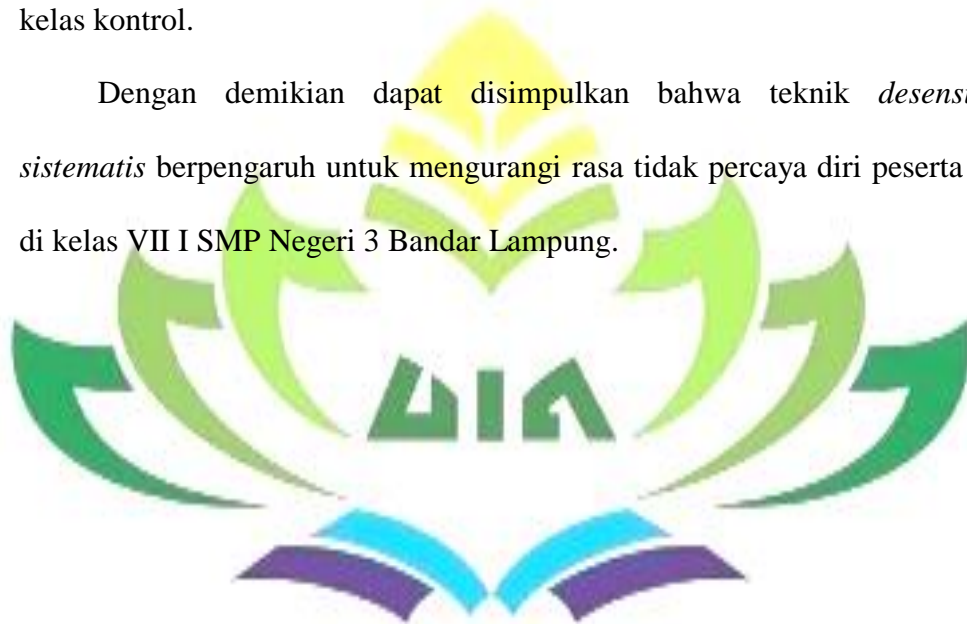 kelas kontrol.
Dengan demikian dapat disimpulkan bahwa teknik desensi
sistematis berpengaruh untuk mengurangi rasa tidak percaya diri peserta
di kelas VII I SMP Negeri 3 Bandar Lampung.
UIN